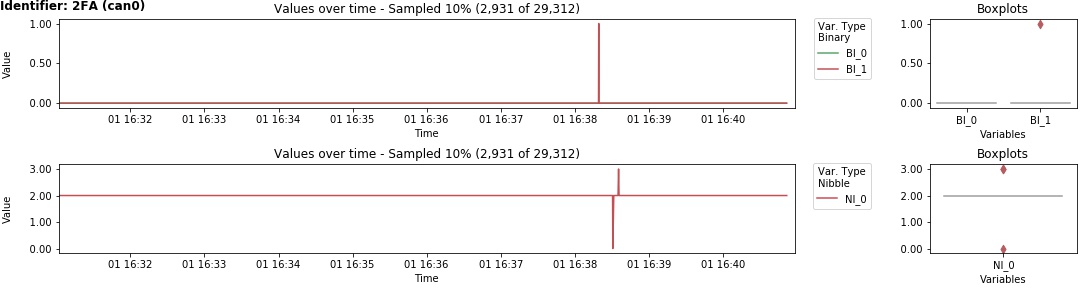 Identifier: 2FA (can0)
Values over time - Sampled 10% (2,931 of 29,312)
Boxplots
Value
1.00
0.50
0.00
01 16:32 01 16:33 01 16:34 01 16:35 01 16:36 01 16:37 01 16:38 01 16:39 01 16:40
Time
Var. Type
Binary
BI_0
BI_1
1.00
0.50
0.00
BI_0 BI_1
Variables
Values over time - Sampled 10% (2,931 of 29,312)
Boxplots
Value
3.00
2.00
1.00
0.00
01 16:32 01 16:33 01 16:34 01 16:35 01 16:36 01 16:37 01 16:38 01 16:39 01 16:40
Time
Var. Type
Nibble
NI_0
3.00
2.00
1.00
0.00
NI_0
Variables